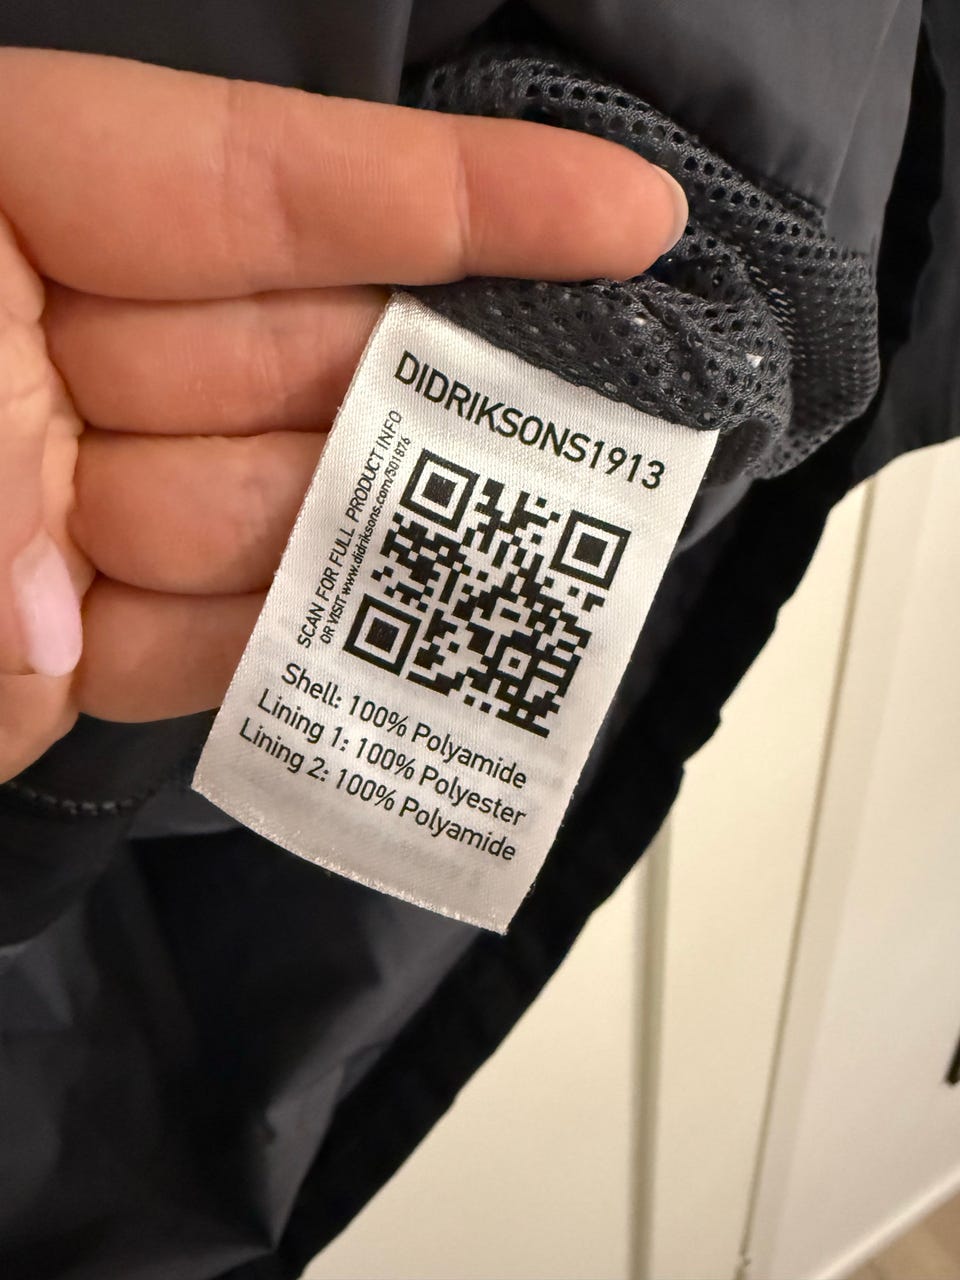 DIDRIKSONS1913
SCAN FOR FULL PRODUCT INFO
OR VISIT www.didriksons.com/501876
Shell: 100% Polyamide
Lining 1: 100% Polyester
Lining 2: 100% Polyamide